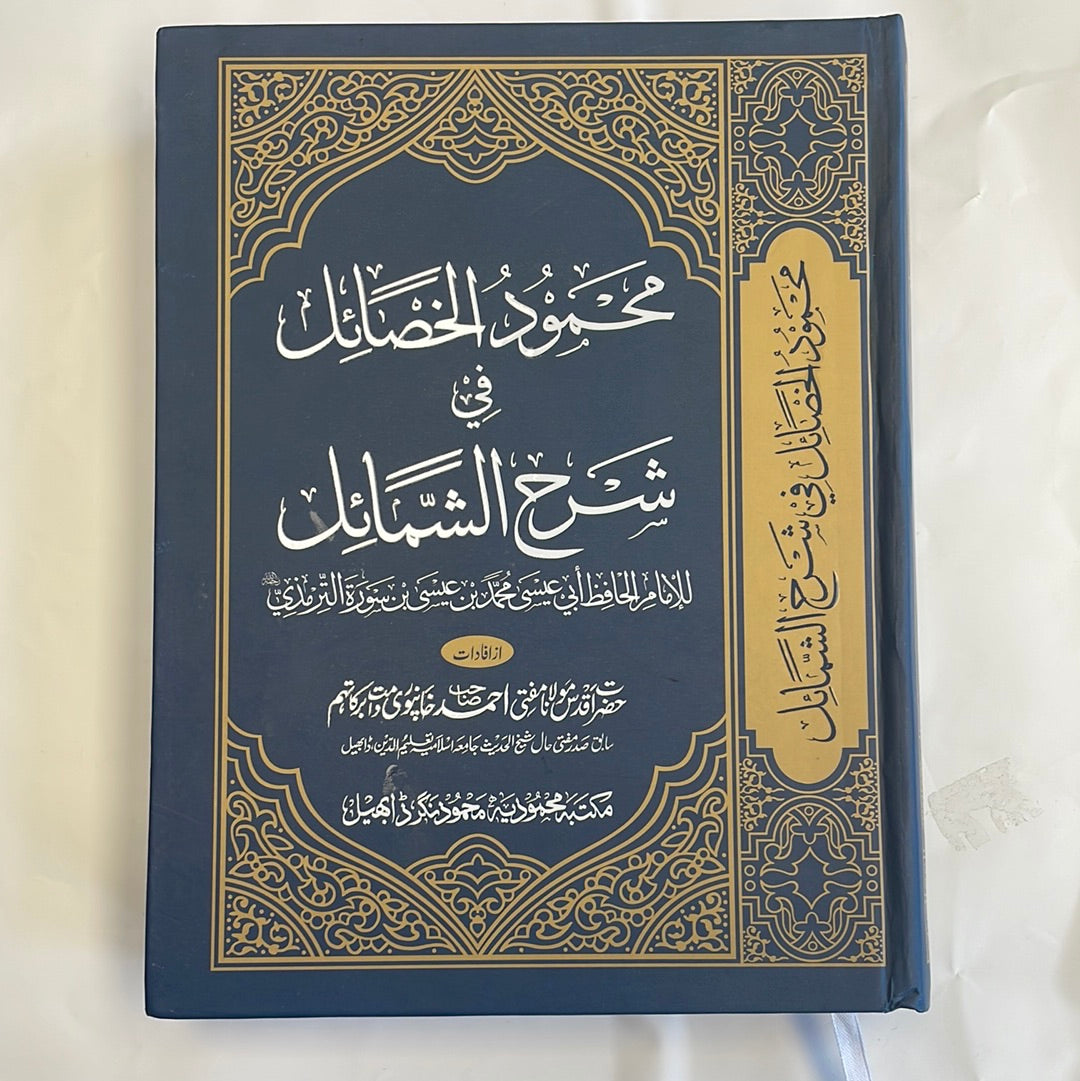 محمود الخصائل
في
شرح الشمائل
للإمام الحافظ أبي عيسى محمد بن عيسى بن سورة الترمذي
از افادات
حضرت اقدس مولانا مفتی احمد صاحب خانپوری دامت برکاتہم
سابق صدر مفتی حال شیخ الحدیث جامعہ اسلامیہ تعلیم الدین، ڈابھیل
مکتبہ محمودیہ، محمود نگر ڈابھیل
محمود الخصائل في شرح الشمائل